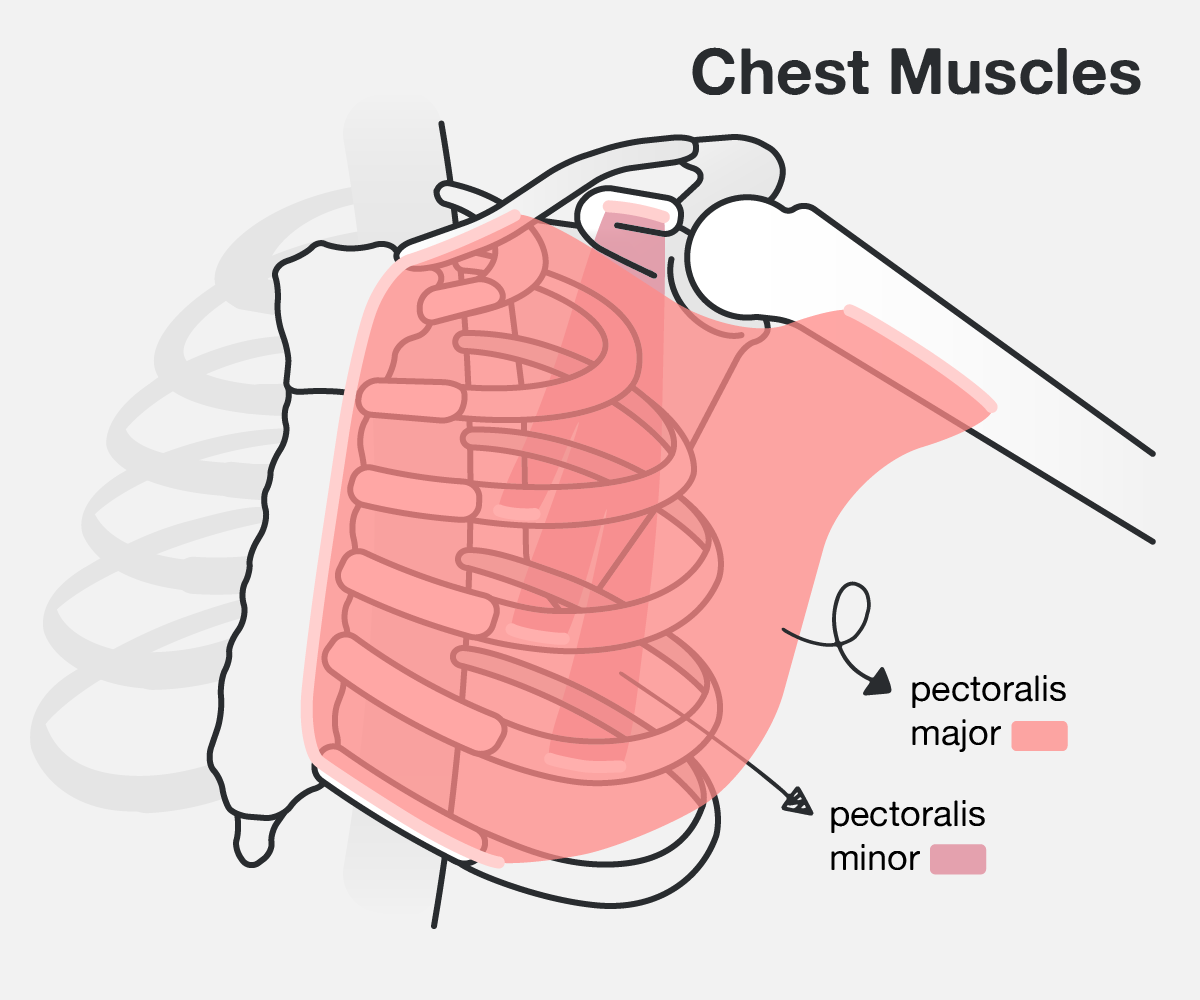 Chest Muscles
pectoralis
major
pectoralis
minor